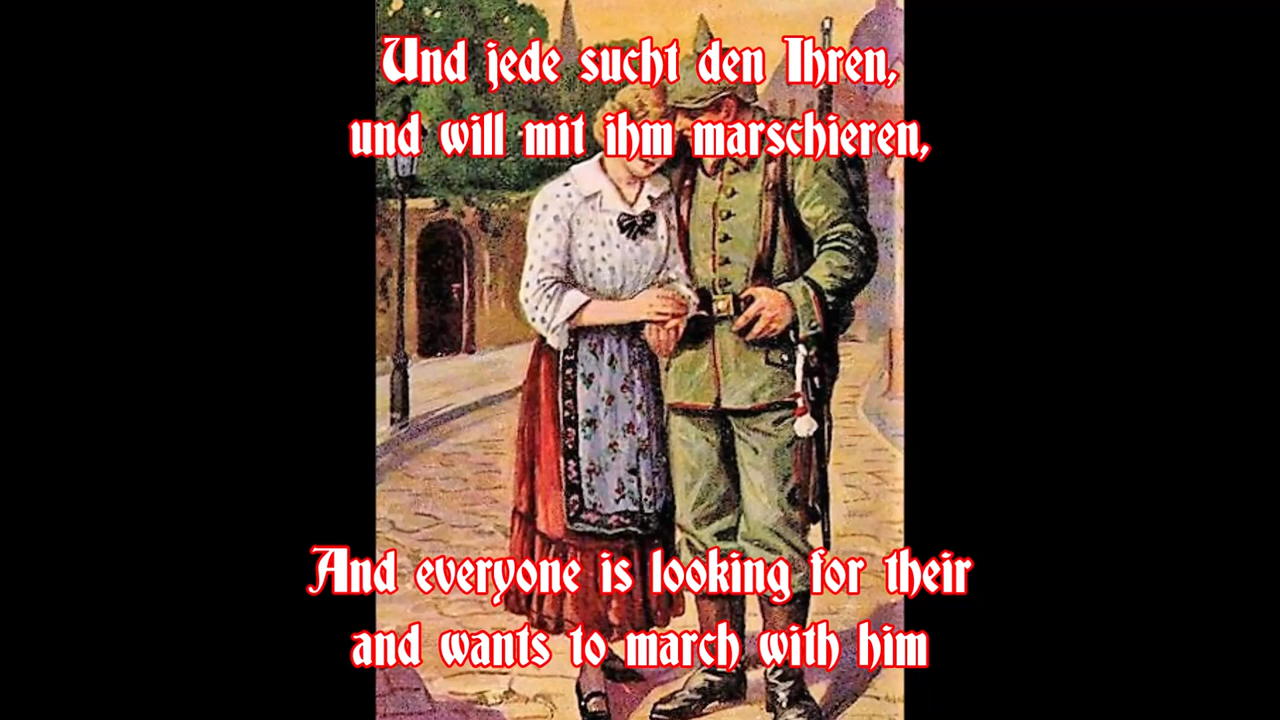 Und jede sucht den Ihren,
und will mit ihm marschieren,
And everyone is looking for their
and wants to march with him